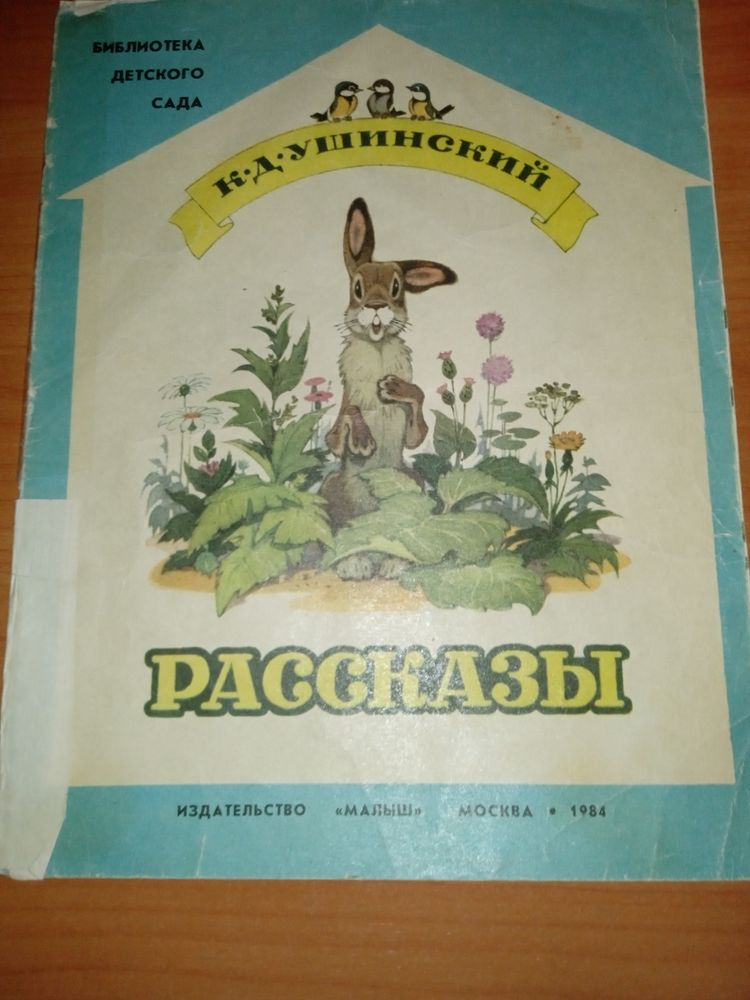 БИБЛИОТЕКА
ДЕТСКОГО
САДА
К.Д.УШИНСКИЙ
РАССКАЗЫ
ИЗДАТЕЛЬСТВО «МАЛЫШ» МОСКВА • 1984